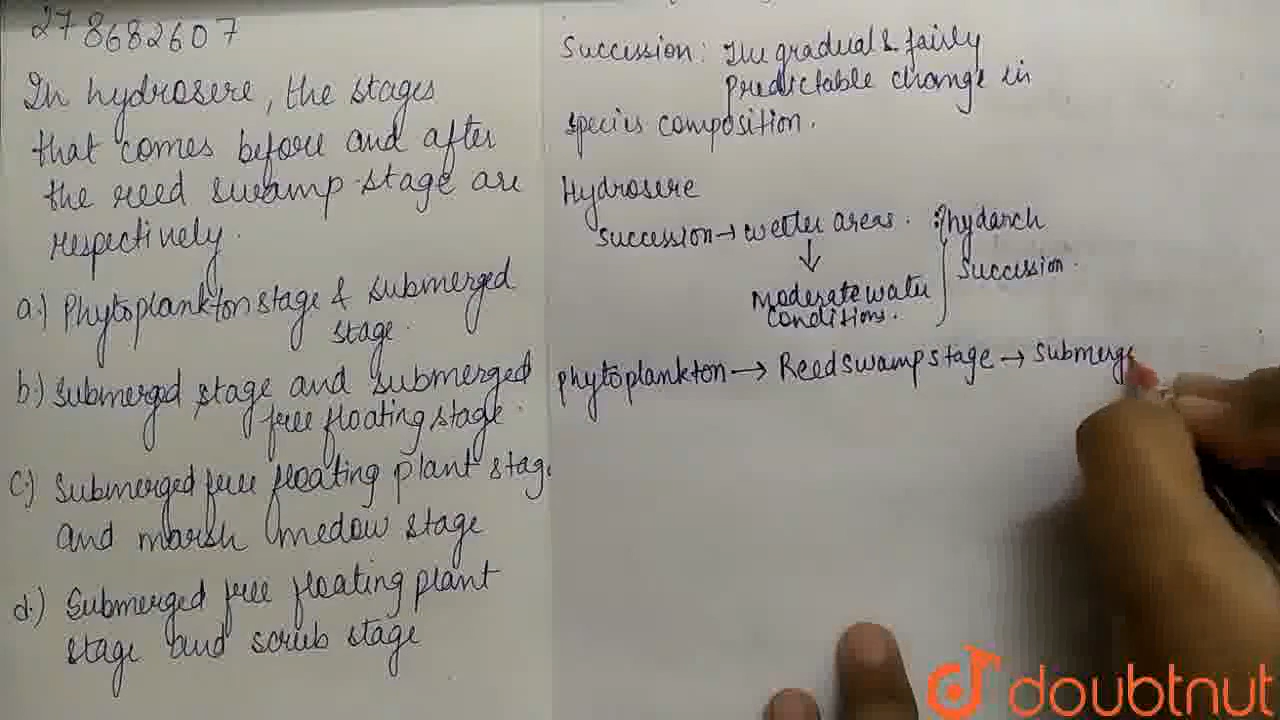 278682607
In hydrosere, the stages
that comes before and after
the reed swamp stage are
respectively.
a.) Phytoplankton stage & submerged
stage.
b.) Submerged stage and submerged
free floating stage.
c.) Submerged free floating plant stage
and marsh medow stage
d.) Submerged free floating plant
stage and scrub stage
Succession: The gradual & fairly
Predictable change in
species composition.
Hydrosere
Succession → wetter areas.
↓
Moderate water
conditions.
hydarch
Succession.
phytoplankton → Reedswamp stage → Submerge
doubtnut